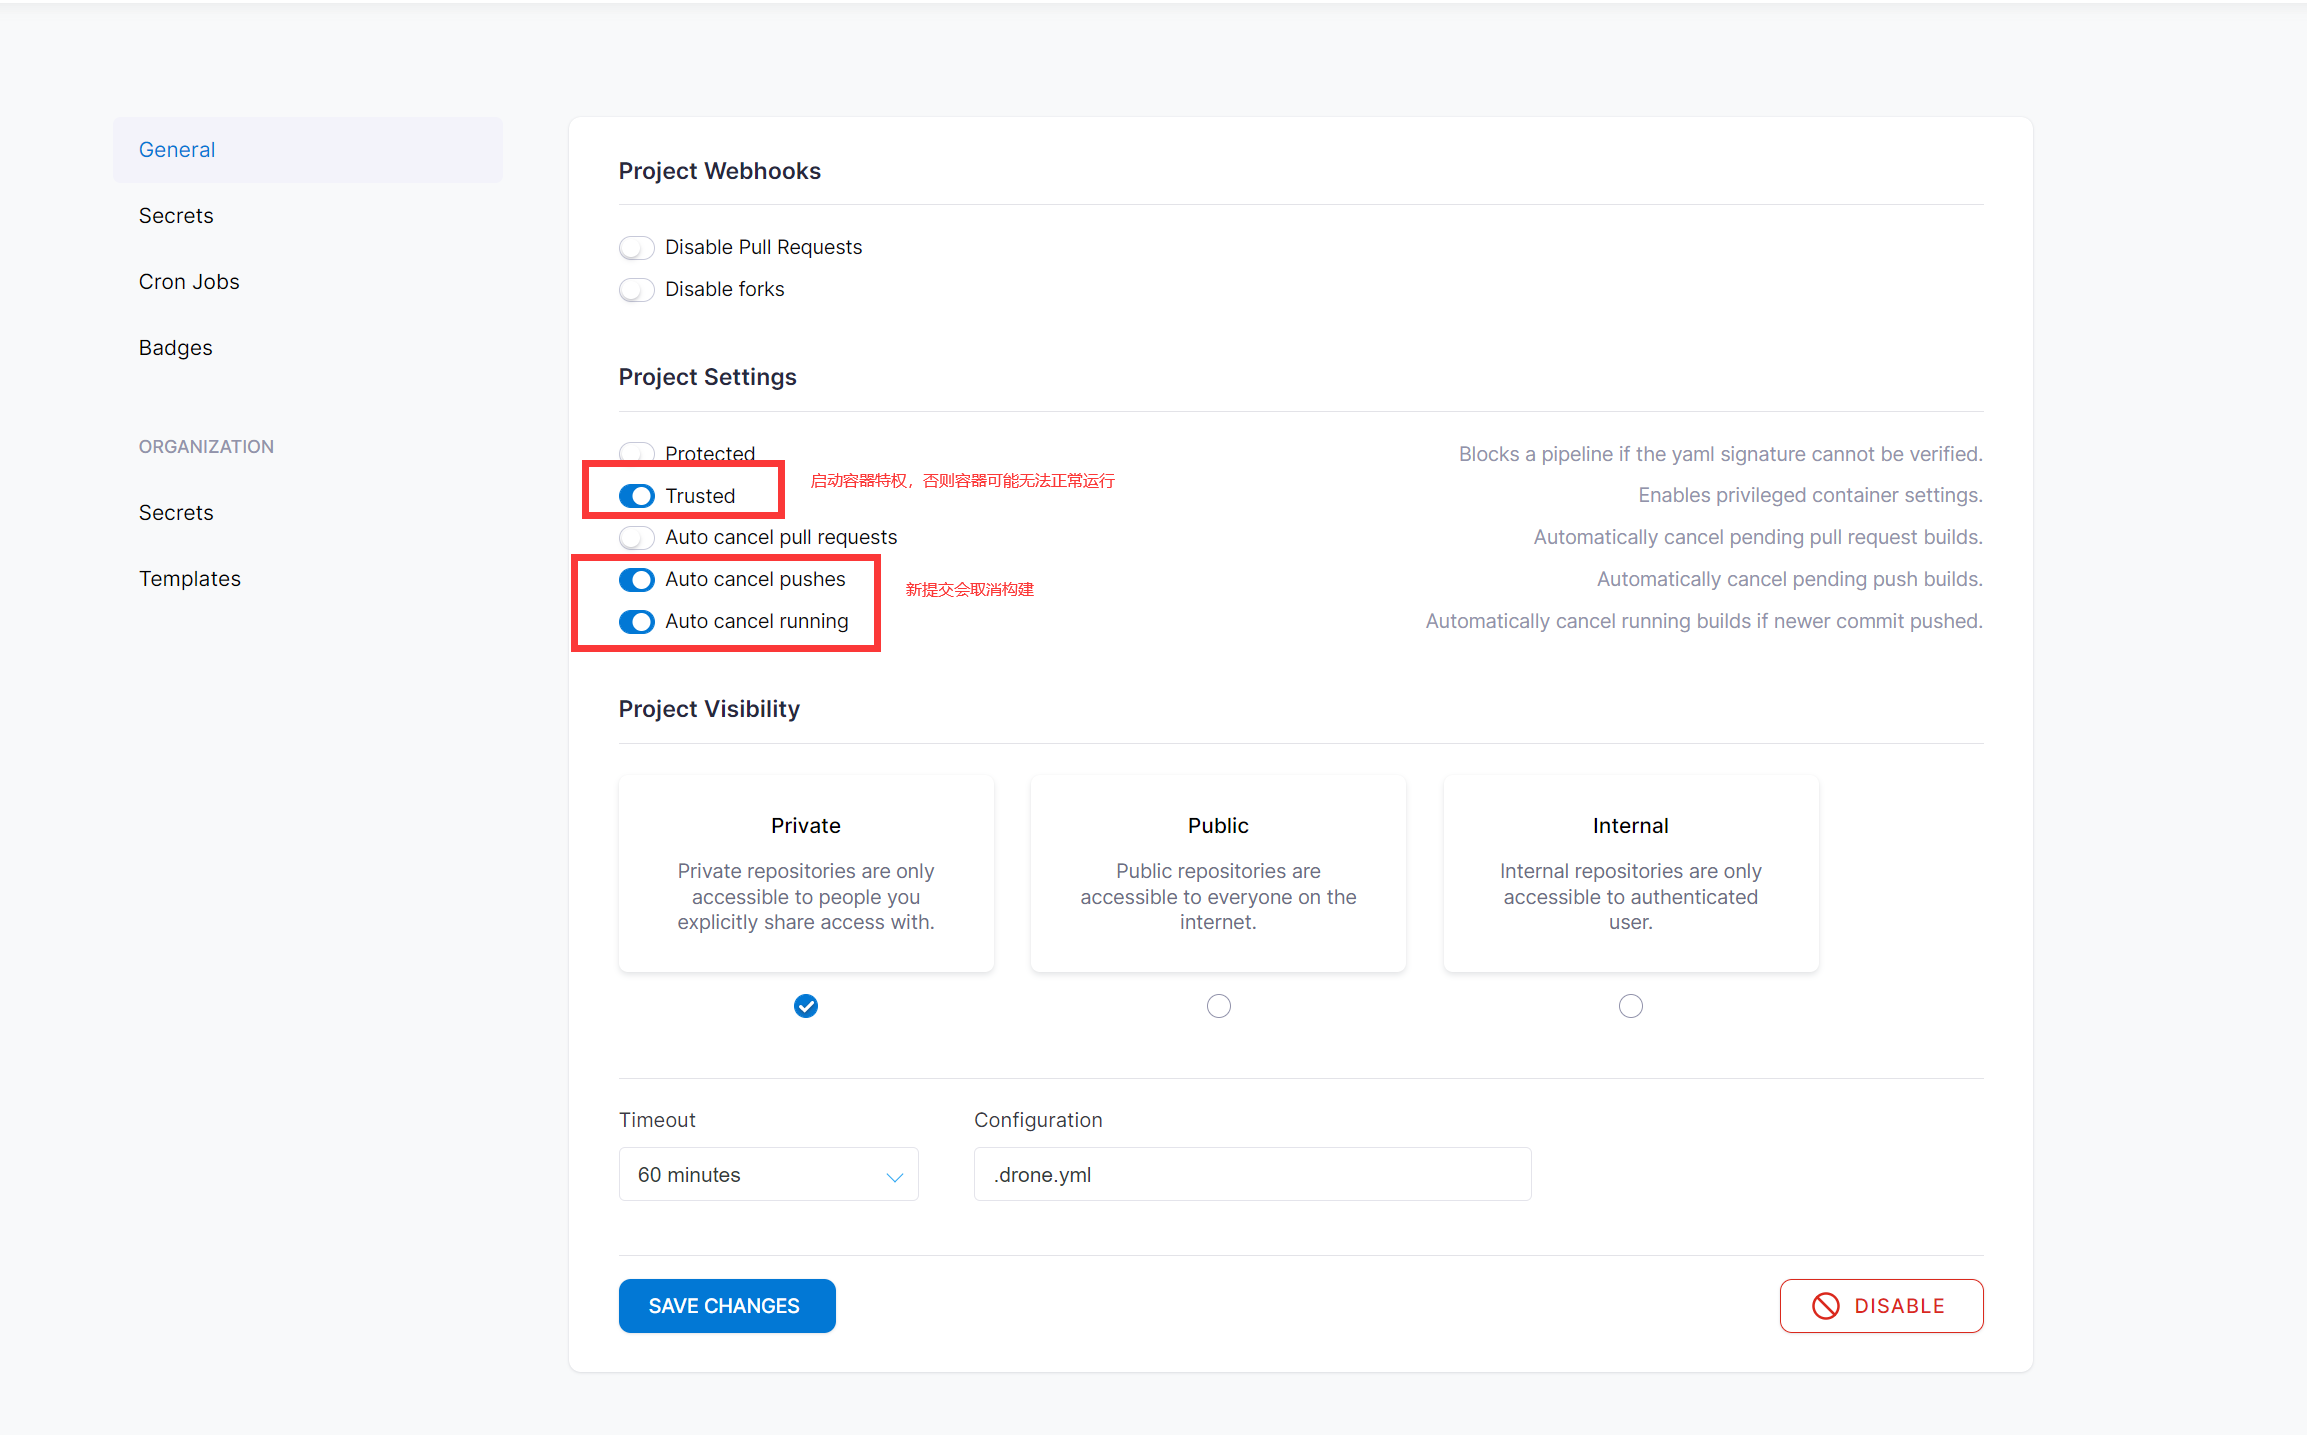 General
Secrets
Cron Jobs
Badges
ORGANIZATION
Secrets
Templates
Project Webhooks
Disable Pull Requests
Disable forks
Project Settings
Protected
Blocks a pipeline if the yaml signature cannot be verified.
Trusted
启动容器特权，否则容器可能无法正常运行
Enables privileged container settings.
Auto cancel pull requests
Automatically cancel pending pull request builds.
Auto cancel pushes
新提交会取消构建
Automatically cancel pending push builds.
Auto cancel running
Automatically cancel running builds if newer commit pushed.
Project Visibility
Private
Private repositories are only
accessible to people you
explicitly share access with.
Public
Public repositories are
accessible to everyone on the
internet.
Internal
Internal repositories are only
accessible to authenticated
user.
Timeout
60 minutes
Configuration
.drone.yml
SAVE CHANGES
DISABLE